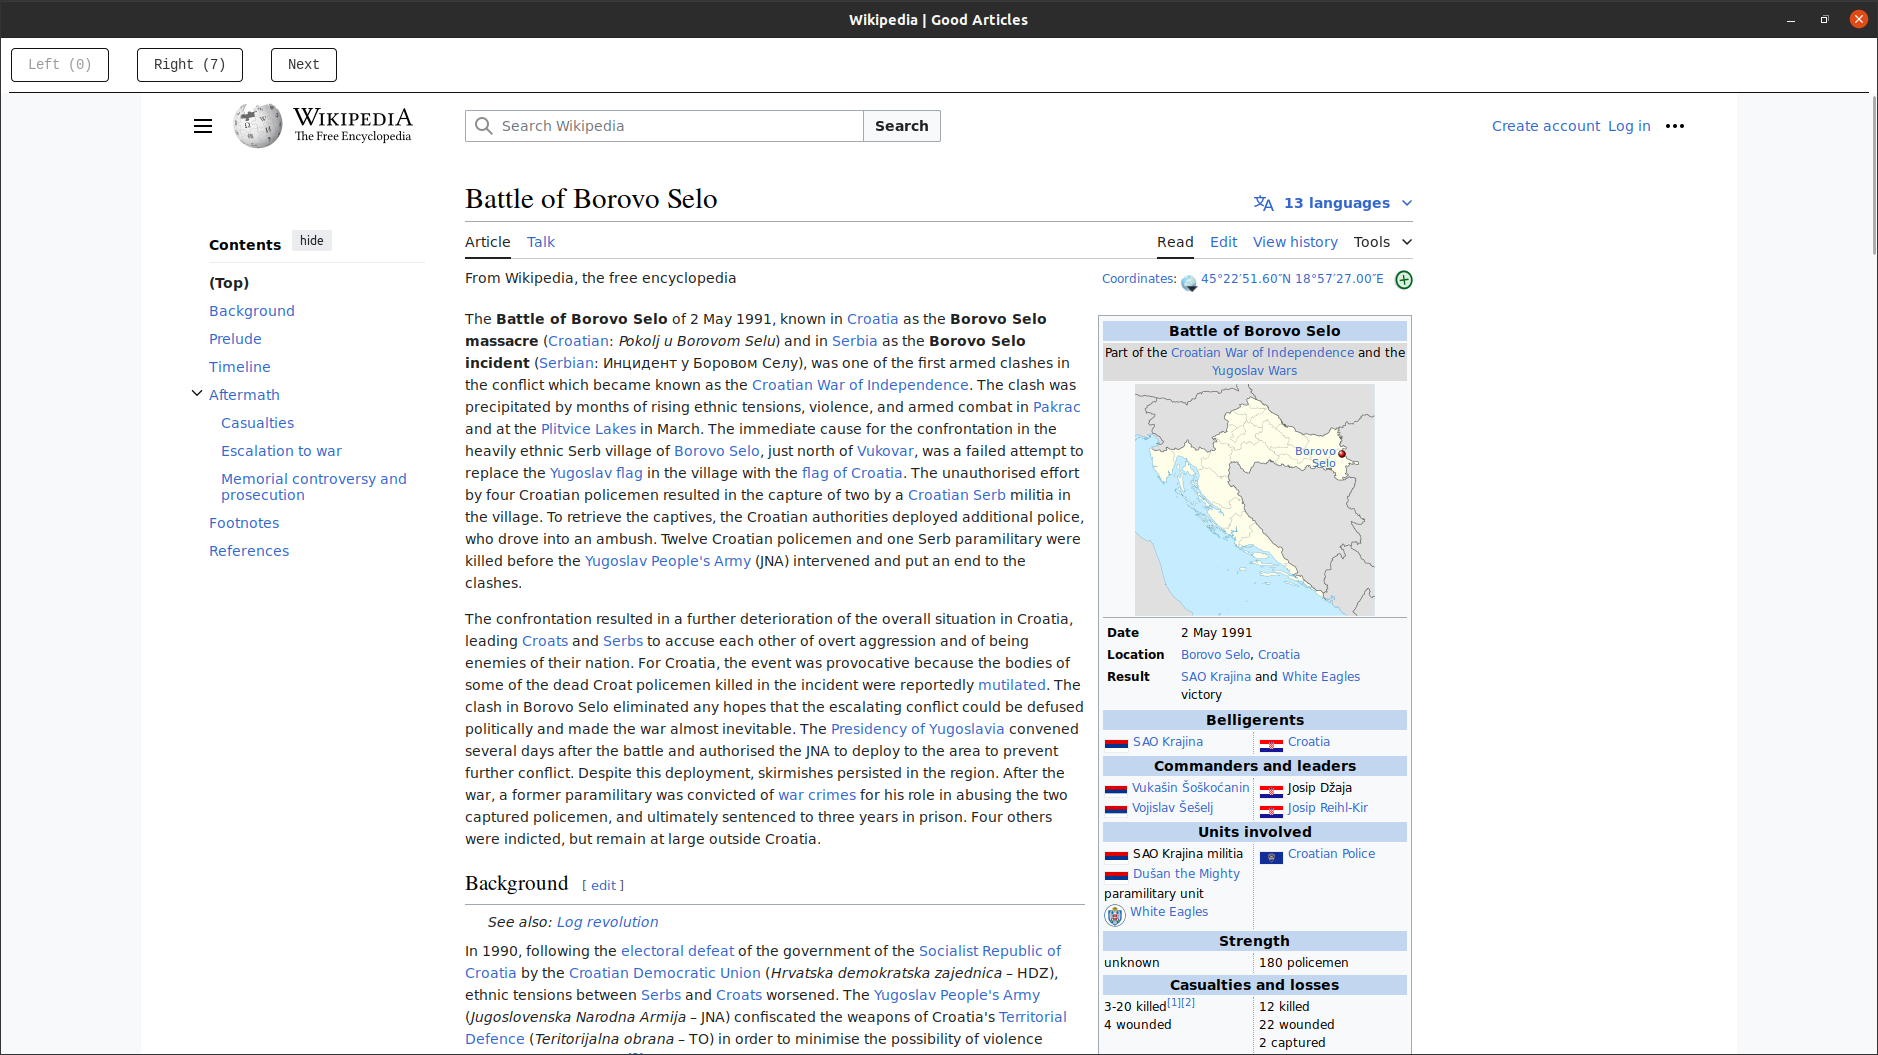 Wikipedia | Good Articles
Left (0)
Right (7)
Next
WIKIPEDIA
The Free Encyclopedia
Search Wikipedia
Search
Create account
Log in
Battle of Borovo Selo
13 languages
Contents
hide
(Top)
Background
Prelude
Timeline
Aftermath
Casualties
Escalation to war
Memorial controversy and
prosecution
Footnotes
References
Article
Talk
Read
Edit
View history
Tools
From Wikipedia, the free encyclopedia
Coordinates: 45°22′51.60″N 18°57′27.00″E
The Battle of Borovo Selo of 2 May 1991, known in Croatia as the Borovo Selo
massacre (Croatian: Pokolj u Borovom Selu) and in Serbia as the Borovo Selo
incident (Serbian: Инцидент у Боровом Селу), was one of the first armed clashes in
the conflict which became known as the Croatian War of Independence. The clash was
precipitated by months of rising ethnic tensions, violence, and armed combat in Pakrac
and at the Plitvice Lakes in March. The immediate cause for the confrontation in the
heavily ethnic Serb village of Borovo Selo, just north of Vukovar, was a failed attempt to
replace the Yugoslav flag in the village with the flag of Croatia. The unauthorised effort
by four Croatian policemen resulted in the capture of two by a Croatian Serb militia in
the village. To retrieve the captives, the Croatian authorities deployed additional police,
who drove into an ambush. Twelve Croatian policemen and one Serb paramilitary were
killed before the Yugoslav People's Army (JNA) intervened and put an end to the
clashes.
The confrontation resulted in a further deterioration of the overall situation in Croatia,
leading Croats and Serbs to accuse each other of overt aggression and of being
enemies of their nation. For Croatia, the event was provocative because the bodies of
some of the dead Croat policemen killed in the incident were reportedly mutilated. The
clash in Borovo Selo eliminated any hopes that the escalating conflict could be defused
politically and made the war almost inevitable. The Presidency of Yugoslavia convened
several days after the battle and authorised the JNA to deploy to the area to prevent
further conflict. Despite this deployment, skirmishes persisted in the region. After the
war, a former paramilitary was convicted of war crimes for his role in abusing the two
captured policemen, and ultimately sentenced to three years in prison. Four others
were indicted, but remain at large outside Croatia.
Background [ edit ]
See also: Log revolution
In 1990, following the electoral defeat of the government of the Socialist Republic of
Croatia by the Croatian Democratic Union (Hrvatska demokratska zajednica – HDZ),
ethnic tensions between Serbs and Croats worsened. The Yugoslav People's Army
(Jugoslovenska Narodna Armija – JNA) confiscated the weapons of Croatia's Territorial
Defence (Teritorijalna obrana – TO) in order to minimise the possibility of violence
Battle of Borovo Selo
Part of the Croatian War of Independence and the
Yugoslav Wars
Borovo
Selo
Date 2 May 1991
Location Borovo Selo, Croatia
Result SAO Krajina and White Eagles
victory
Belligerents
SAO Krajina
Croatia
Commanders and leaders
Vukašin Šoškoćanin
Vojislav Šešelj
Josip Džaja
Josip Reihl-Kir
Units involved
SAO Krajina militia
Dušan the Mighty
paramilitary unit
White Eagles
Croatian Police
Strength
unknown
180 policemen
Casualties and losses
3-20 killed[1][2]
4 wounded
12 killed
22 wounded
2 captured